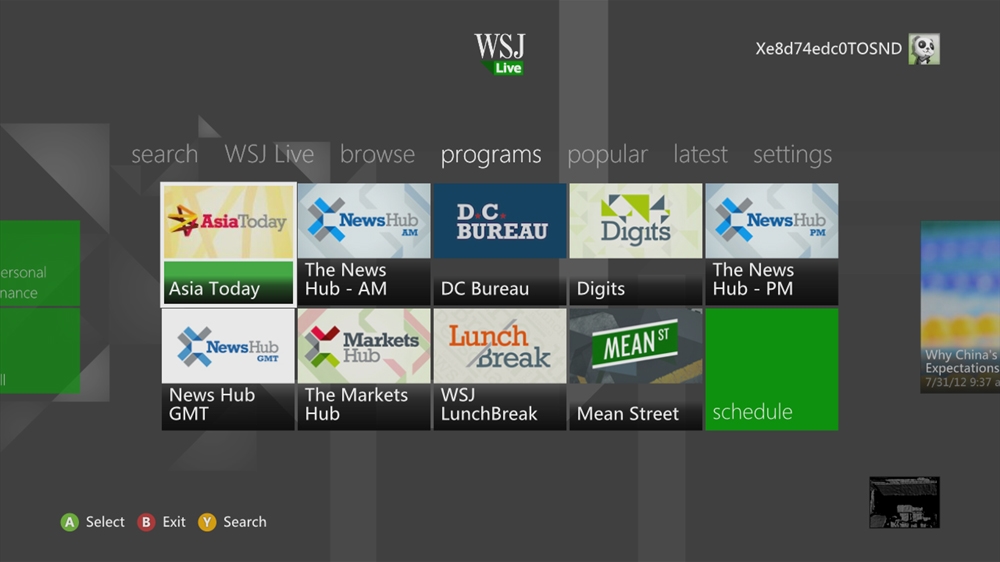 WSJ
Live
Xe8d74edc0TOSND
search WSJ Live browse programs popular latest settings
AsiaToday
Asia Today
NewsHub
AM
The News
Hub - AM
D.C.
BUREAU
DC Bureau
Digits
Digits
NewsHub
PM
The News
Hub - PM
ersonal
nance
ll
NewsHub
GMT
News Hub
GMT
Markets
Hub
The Markets
Hub
Lunch
Break
WSJ
LunchBreak
MEAN ST
Mean Street
schedule
Why China's
Expectations
7/31/12 9:37 a
A Select B Exit Y Search